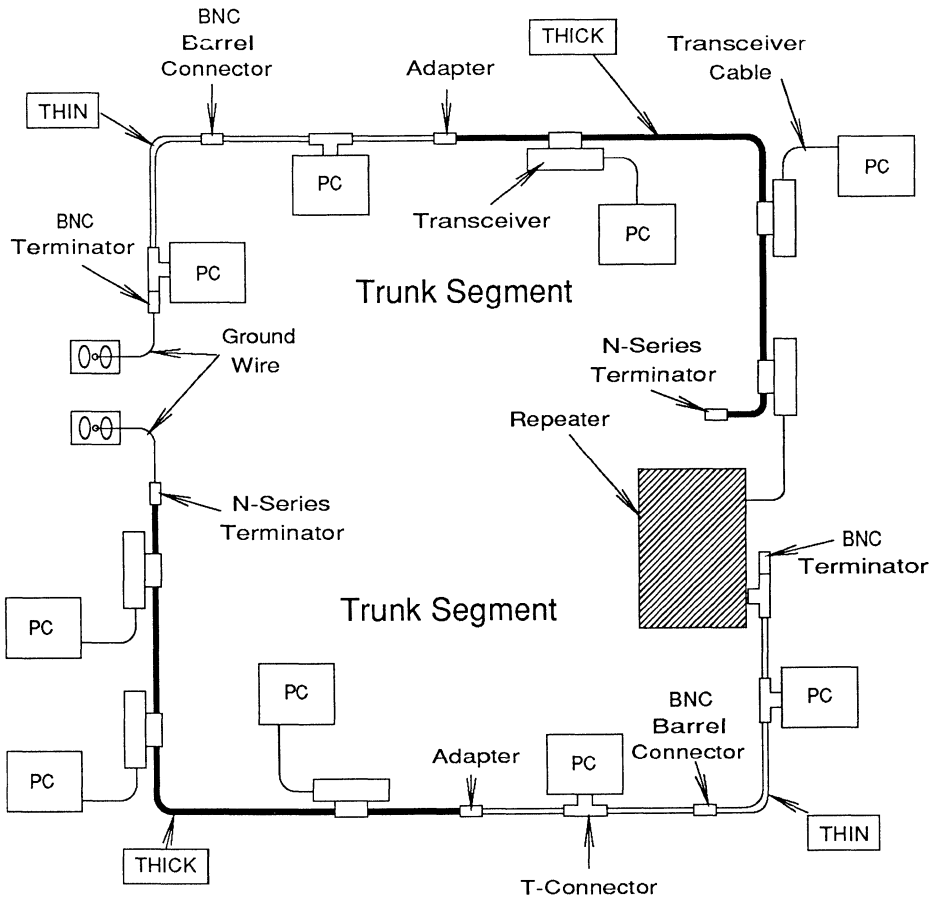 BNC
Barrel
Connector
THICK
Transceiver
Cable
Adapter
THIN
PC
PC
Transceiver
PC
BNC
Terminator
PC
Trunk Segment
Ground
Wire
N-Series
Terminator
Repeater
N-Series
Terminator
BNC
Terminator
Trunk Segment
PC
PC
PC
BNC
Barrel
Connector
PC
Adapter
PC
THIN
THICK
T-Connector